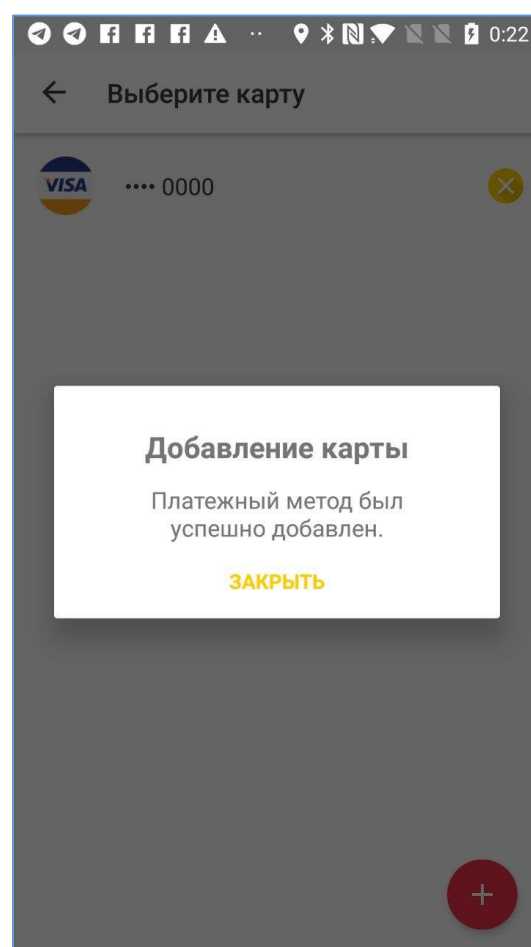 0:22
Выберите карту
VISA •••• 0000
Добавление карты
Платежный метод был
успешно добавлен.
ЗАКРЫТЬ